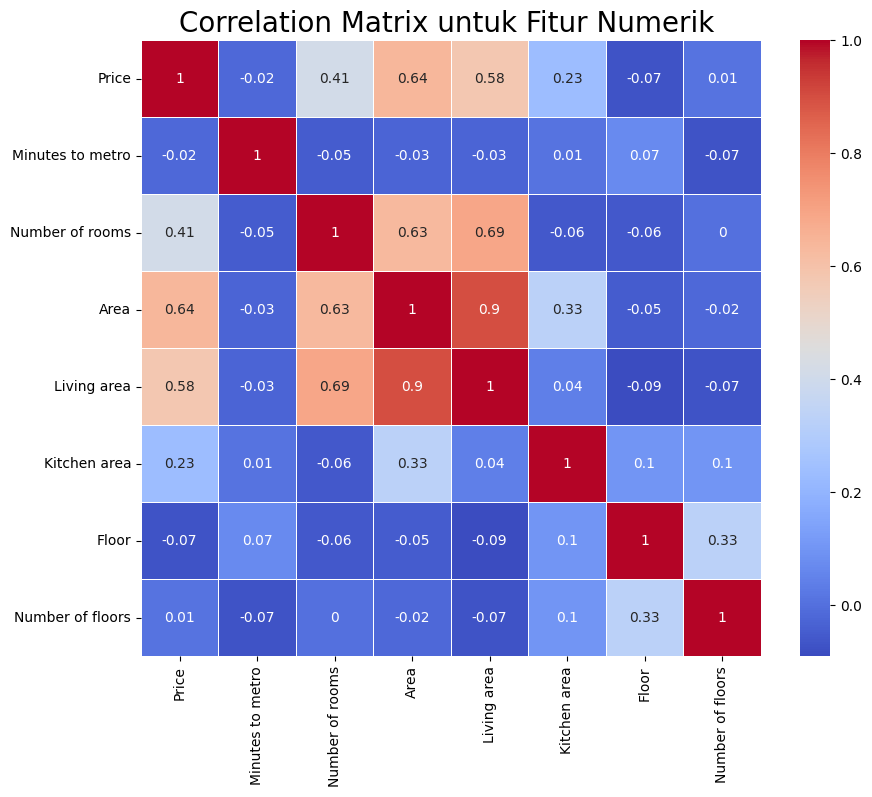 Correlation Matrix untuk Fitur Numerik
Price 1 -0.02 0.41 0.64 0.58 0.23 -0.07 0.01
Minutes to metro -0.02 1 -0.05 -0.03 -0.03 0.01 0.07 -0.07
Number of rooms 0.41 -0.05 1 0.63 0.69 -0.06 -0.06 0
Area 0.64 -0.03 0.63 1 0.9 0.33 -0.05 -0.02
Living area 0.58 -0.03 0.69 0.9 1 0.04 -0.09 -0.07
Kitchen area 0.23 0.01 -0.06 0.33 0.04 1 0.1 0.1
Floor -0.07 0.07 -0.06 -0.05 -0.09 0.1 1 0.33
Number of floors 0.01 -0.07 0 -0.02 -0.07 0.1 0.33 1
Price
Minutes to metro
Number of rooms
Area
Living area
Kitchen area
Floor
Number of floors
1.0
0.8
0.6
0.4
0.2
0.0